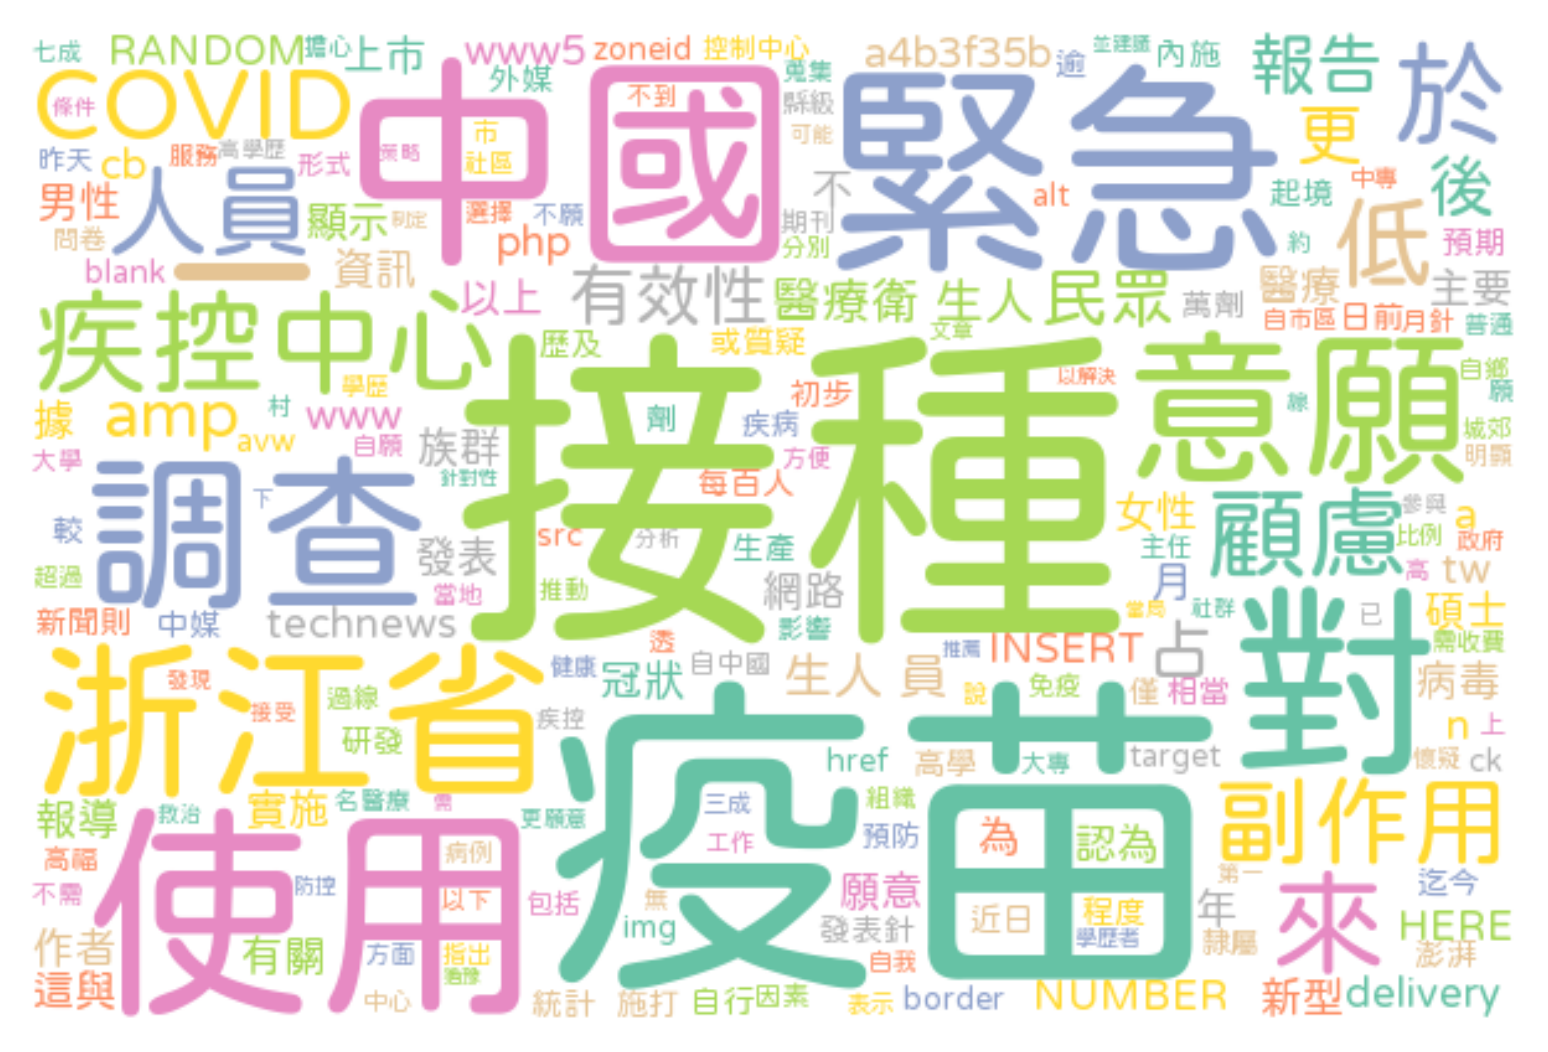 七成 RANDOM 擔心 上市 www5 zoneid 控制中心 a4b3f35b 逾 內施 報告 於
COVID 條件 外媒 中國 不到 蒐集 縣級 可能 緊急 更
昨天 cb 服務 高學歷 形式 策略 市 社區 後
男性 人員 顯示 選擇 不願 不 期刊 alt 起境 中專
問卷 php 分別 約 低 預期
blank 一 資訊 以上 有效性 醫療衛 生人 民眾 萬劑 醫療 主要
疾控中心 歷及 或質疑 文章 自市區 日前 月針 普通
學歷 初步 以解決 意願 自鄉 願
據 amp 村 www 劑 疾病 線 城郊
avw 自願 族群 接種 方便 明顯
大學 針對性 每百人
調查 下 女性 顧慮 參與 a
較 src 分析 生產 主任 比例 政府
超過 發表 推動 網路 月 高 tw
當地 當局 社群 已 碩士
新聞則 中媒 technews 影響 對 需收費
透 推薦 INSERT 占
浙江省 發現 健康 冠狀 自中國 生人 員 說 免疫 僅 相當 病毒
接受 過線 疾控 n 上
研發 疫苗 href 高學 大專 target 懷疑 ck
報導 救治 實施 名醫療 需 更願意 三成 組織 副作用
高福 使用 病例 工作 預防 為 認為
不需 防控 以下 包括 無 願意 年 第一 迄今
作者 有關 方面 指出 img 發表針 近日 程度 學歷者 隸屬 來 HERE
這與 中心 統計 施打 自行 因素 自我 表示 border NUMBER 新型 delivery 澎湃